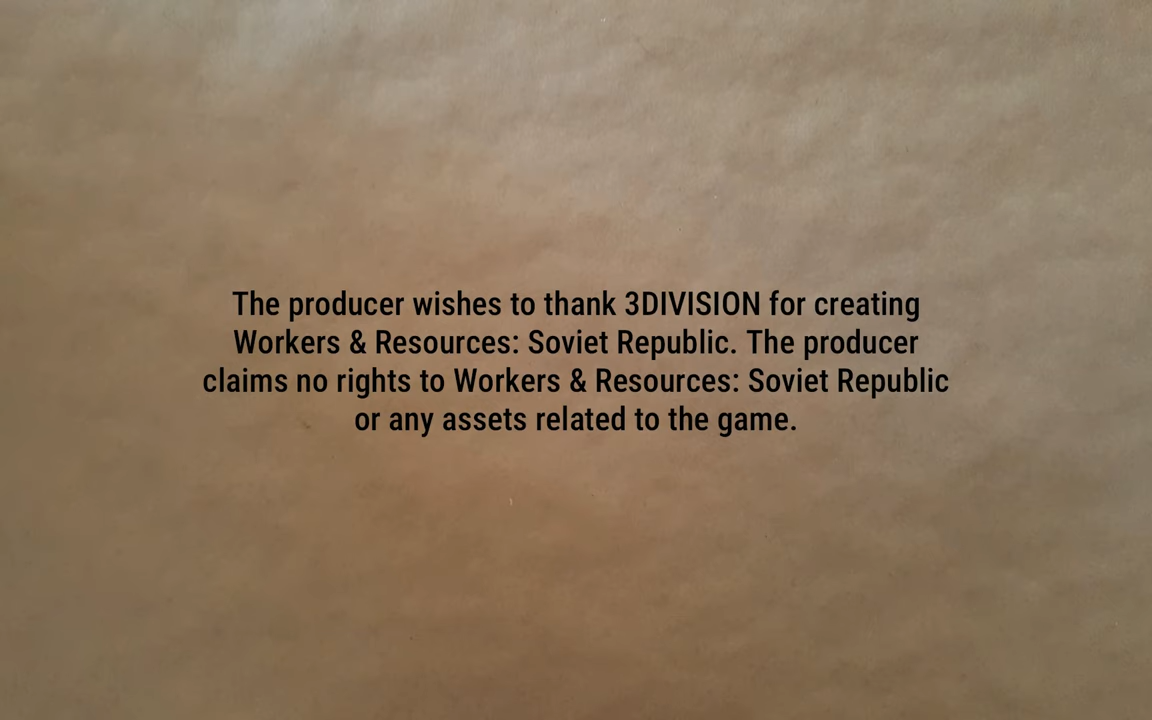 The producer wishes to thank 3DIVISION for creating
Workers & Resources: Soviet Republic. The producer
claims no rights to Workers & Resources: Soviet Republic
or any assets related to the game.